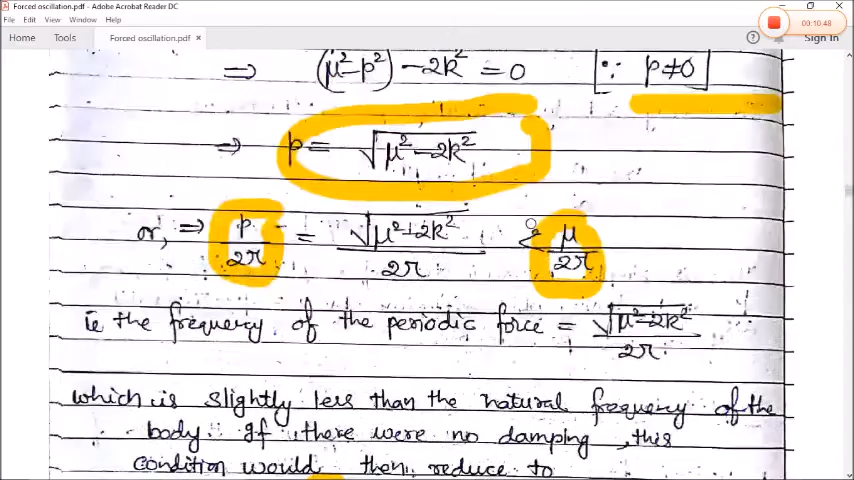 Forced oscillation.pdf - Adobe Acrobat Reader DC
File Edit View Window Help
00:10:48
Home Tools Forced oscillation.pdf × Sign In
⇒ (μ²-p²) -2k² = 0 [∵ p≠0]
⇒ p = √μ²-2k²
or, ⇒ p/2π = √μ²-2k²/2π < μ/2π
ie the frequency of the periodic force = √μ²-2k²/2π
which is slightly less than the natural frequency of the
body. If there were no damping, this
condition would then reduce to